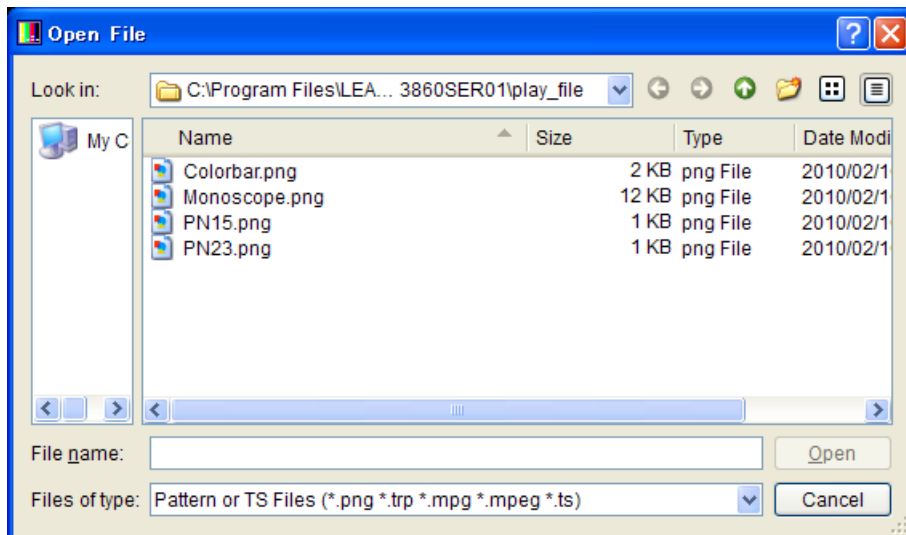 Open File
Look in: C:\Program Files\LEA... 3860SER01\play_file
My C
Name Size Type Date Modi
Colorbar.png 2 KB png File 2010/02/1
Monoscope.png 12 KB png File 2010/02/1
PN15.png 1 KB png File 2010/02/1
PN23.png 1 KB png File 2010/02/1
File name: Open
Files of type: Pattern or TS Files (*.png *.trp *.mpg *.mpeg *.ts) Cancel